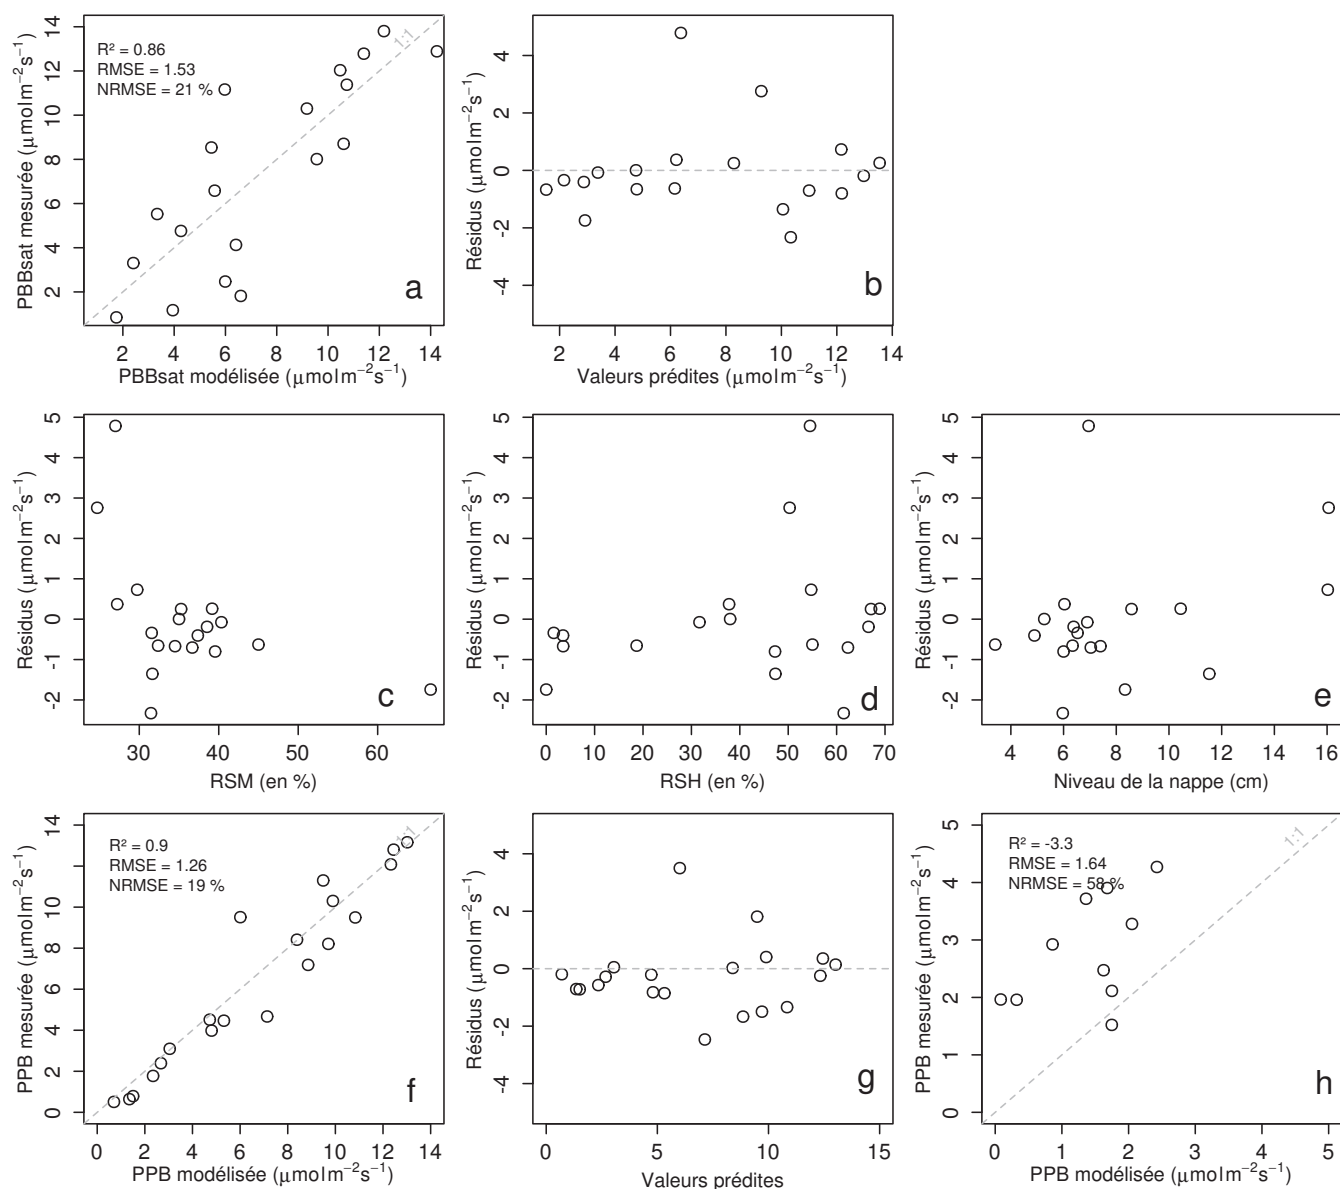 PBBsat mesurée (μmolm⁻²s⁻¹)
2 4 6 8 10 12 14
R² = 0.86
RMSE = 1.53
NRMSE = 21 %
1:1
a
2 4 6 8 10 12 14
PBBsat modélisée (μmolm⁻²s⁻¹)
Résidus (μmolm⁻²s⁻¹)
-4 -2 0 2 4
b
2 4 6 8 10 12 14
Valeurs prédites (μmolm⁻²s⁻¹)
Résidus (μmolm⁻²s⁻¹)
-2 -1 0 1 2 3 4 5
c
30 40 50 60
RSM (en %)
Résidus (μmolm⁻²s⁻¹)
-2 -1 0 1 2 3 4 5
d
0 10 20 30 40 50 60 70
RSH (en %)
Résidus (μmolm⁻²s⁻¹)
-2 -1 0 1 2 3 4 5
e
4 6 8 10 12 14 16
Niveau de la nappe (cm)
PPB mesurée (μmolm⁻²s⁻¹)
0 2 4 6 8 10 14
R² = 0.9
RMSE = 1.26
NRMSE = 19 %
1:1
f
0 2 4 6 8 10 12 14
PPB modélisée (μmolm⁻²s⁻¹)
Résidus (μmolm⁻²s⁻¹)
-4 -2 0 2 4
g
0 5 10 15
Valeurs prédites
PPB mesurée (μmolm⁻²s⁻¹)
0 1 2 3 4 5
R² = -3.3
RMSE = 1.64
NRMSE = 58 %
1:1
h
0 1 2 3 4 5
PPB modélisée (μmolm⁻²s⁻¹)